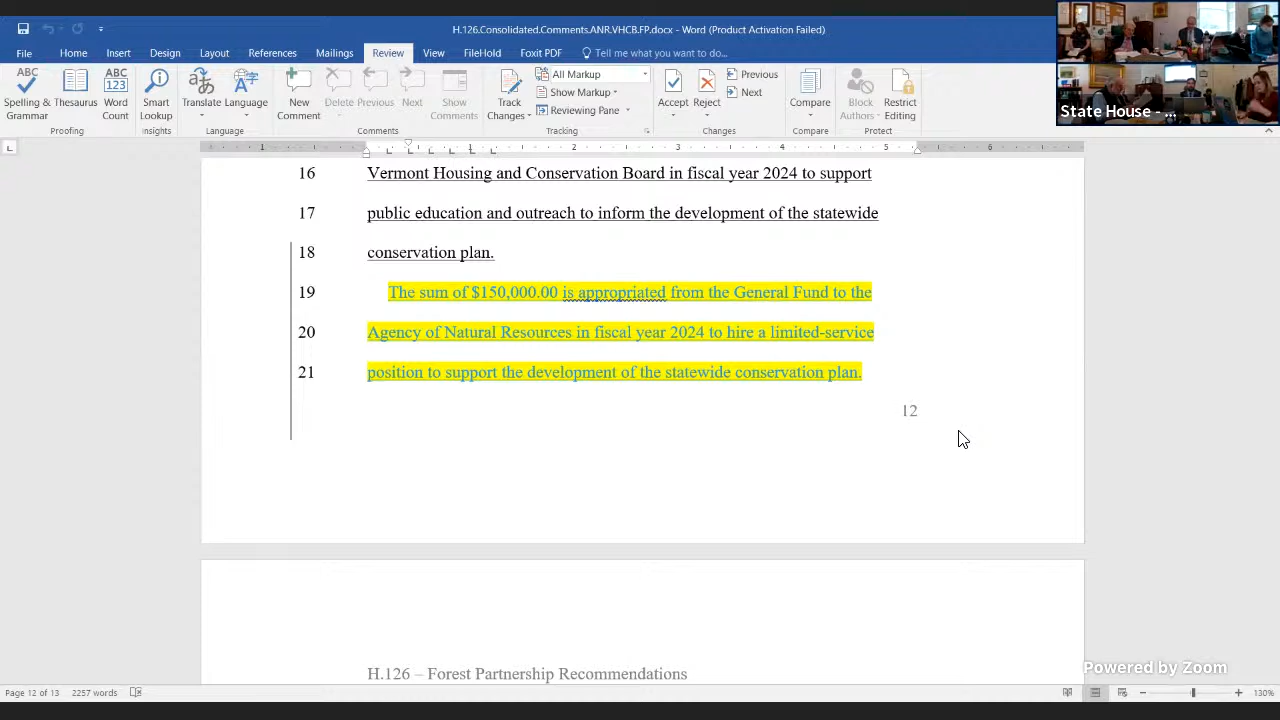 H.126.Consolidated.Comments.ANR.VHCB.FP.docx - Word (Product Activation Failed)
File Home Insert Design Layout References Mailings Review View FileHold Foxit PDF Tell me what you want to do...
Spelling & Grammar
Thesaurus
Word Count
Proofing
Smart Lookup
Insights
Translate
Language
Language
New Comment
Delete
Previous
Next
Show Comments
Comments
Track Changes
All Markup
Show Markup
Reviewing Pane
Tracking
Accept
Reject
Previous
Next
Changes
Compare
Compare
Block Authors
Restrict Editing
Protect
State House - ...
1 1 2 3 4 5 6
16 Vermont Housing and Conservation Board in fiscal year 2024 to support
17 public education and outreach to inform the development of the statewide
18 conservation plan.
19 The sum of $150,000.00 is appropriated from the General Fund to the
20 Agency of Natural Resources in fiscal year 2024 to hire a limited-service
21 position to support the development of the statewide conservation plan.
12
H.126 – Forest Partnership Recommendations
Powered by Zoom
Page 12 of 13 2257 words
130%